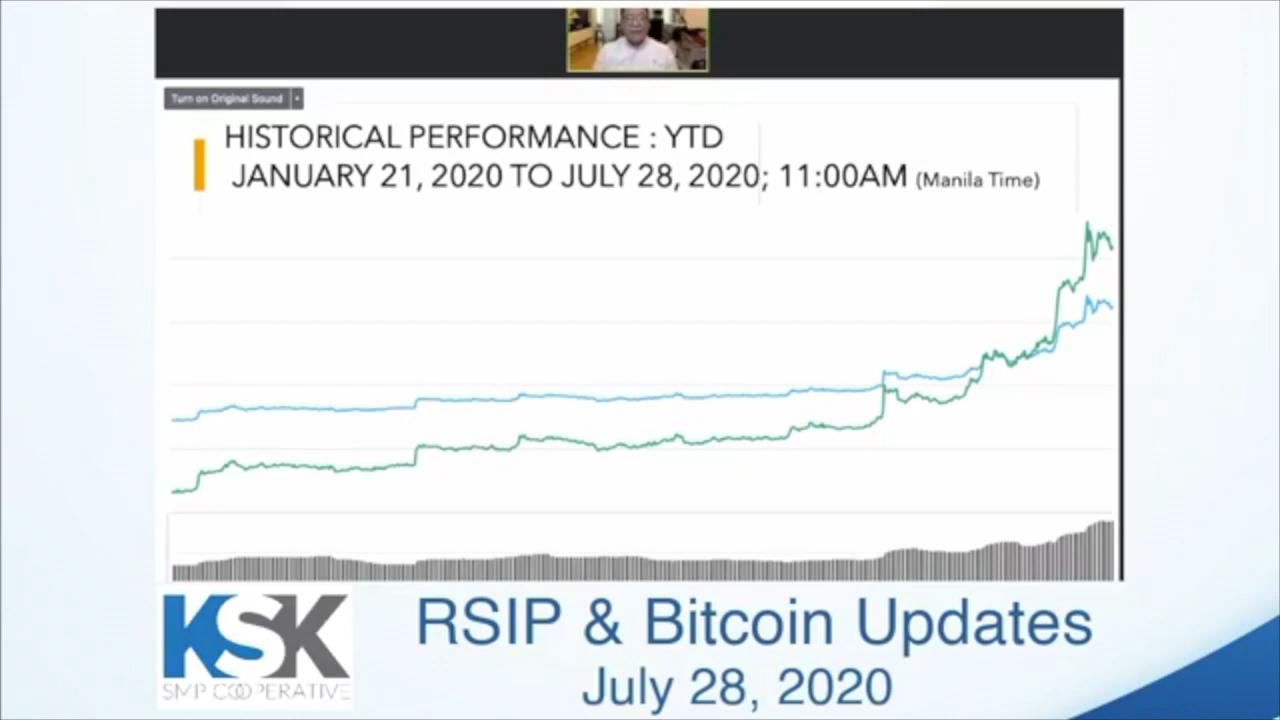 Turn on Original Sound
HISTORICAL PERFORMANCE : YTD
JANUARY 21, 2020 TO JULY 28, 2020; 11:00AM (Manila Time)
KSK
SMP COOPERATIVE
RSIP & Bitcoin Updates
July 28, 2020